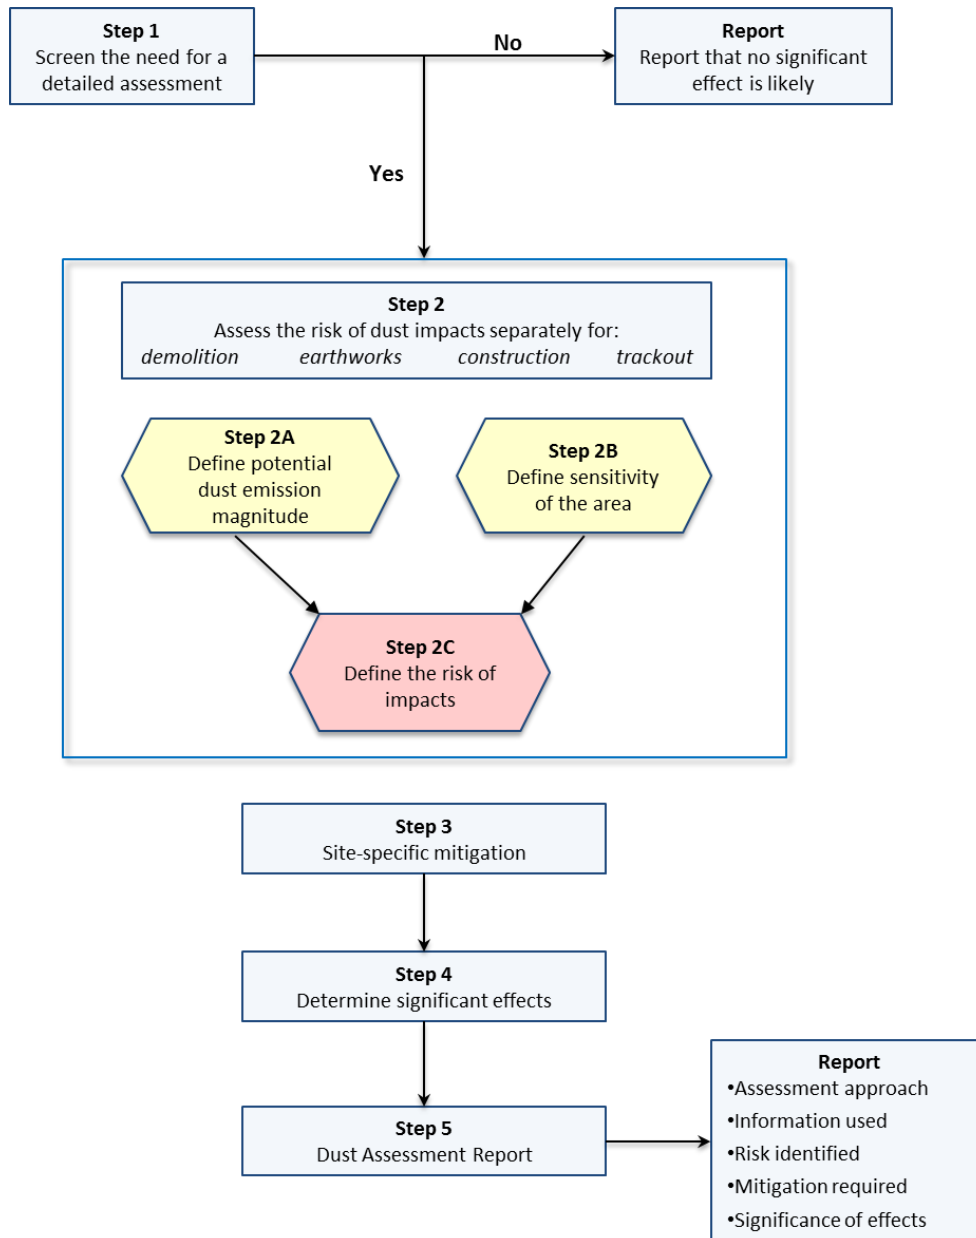 Step 1
Screen the need for a
detailed assessment
No
Report
Report that no significant
effect is likely
Yes
Step 2
Assess the risk of dust impacts separately for:
demolition earthworks construction trackout
Step 2A
Define potential
dust emission
magnitude
Step 2B
Define sensitivity
of the area
Step 2C
Define the risk of
impacts
Step 3
Site-specific mitigation
Step 4
Determine significant effects
Step 5
Dust Assessment Report
Report
•Assessment approach
•Information used
•Risk identified
•Mitigation required
•Significance of effects